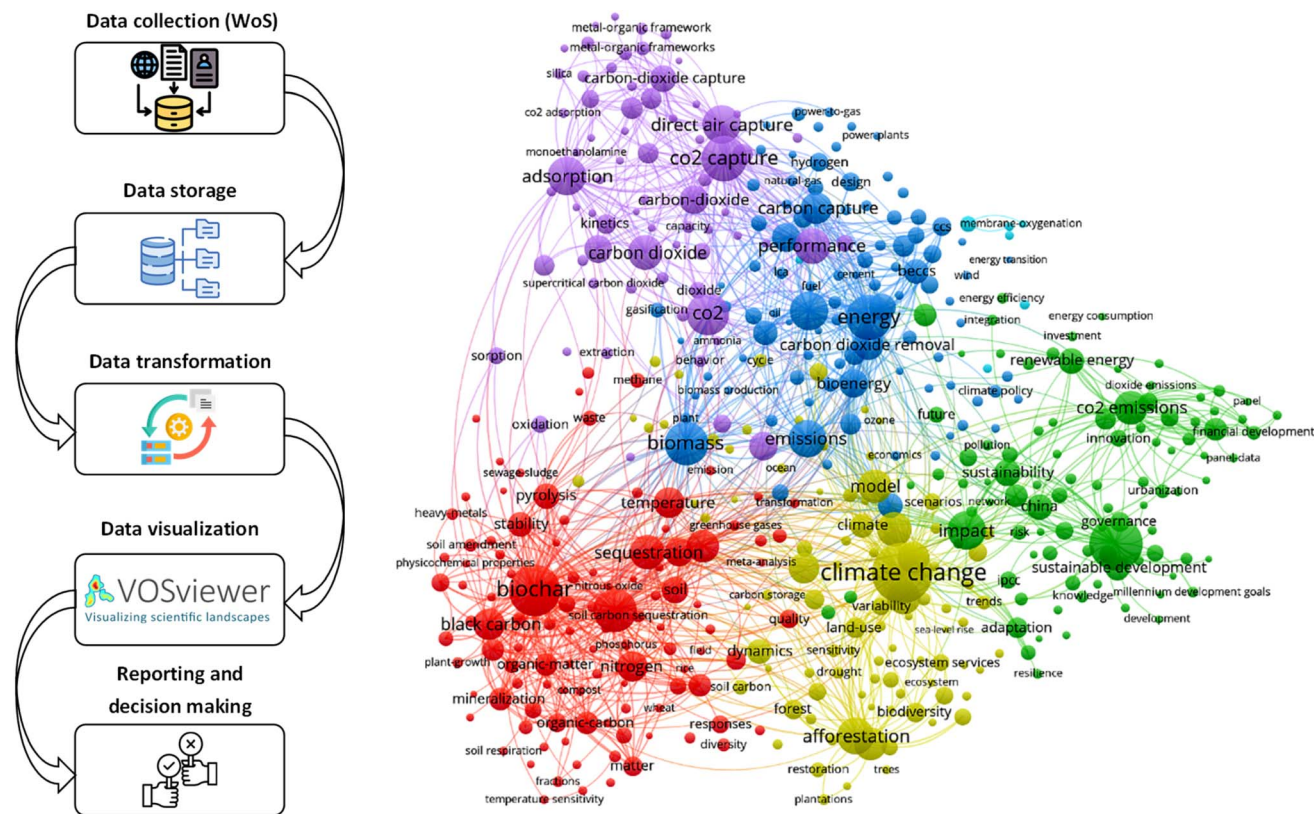 Data collection (WoS)
Data storage
Data transformation
Data visualization
VOSviewer
Visualizing scientific landscapes
Reporting and
decision making
metal-organic framework
metal-organic frameworks
silica
carbon-dioxide capture
co2 adsorption
direct air capture
power-to-gas
power plants
monoethanolamine
co2 capture
hydrogen
adsorption
natural-gas
design
carbon-dioxide
carbon capture
kinetics
capacity
ccs
membrane-oxygenation
carbon dioxide
performance
energy transition
lca
cement
beccs
wind
supercritical carbon dioxide
dioxide
fuel
energy efficiency
gasification
co2
oil
energy
integration
energy consumption
ammonia
carbon dioxide removal
investment
sorption
extraction
behavior
cycle
renewable energy
methane
biomass production
bioenergy
climate policy
dioxide emissions
waste
plant
future
co2 emissions
panel
oxidation
ozone
financial development
biomass
emissions
pollution
innovation
panel-data
sewage-sludge
emission
ocean
economics
sustainability
pyrolysis
temperature
transformation
model
scenarios
network
urbanization
heavy-metals
stability
greenhouse gases
climate
impact
china
governance
risk
soil amendment
sequestration
meta-analysis
physicochemical properties
climate change
sustainable development
biochar
nitrous-oxide
soil
carbon storage
ipcc
knowledge
millennium development goals
variability
trends
black carbon
soil carbon sequestration
quality
land-use
sea-level rise
adaptation
development
phosphorus
field
dynamics
sensitivity
plant-growth
organic-matter
nitrogen
rice
drought
ecosystem services
resilience
mineralization
compost
soil carbon
ecosystem
wheat
forest
biodiversity
organic-carbon
responses
afforestation
soil respiration
diversity
matter
restoration
trees
fractions
temperature sensitivity
plantations